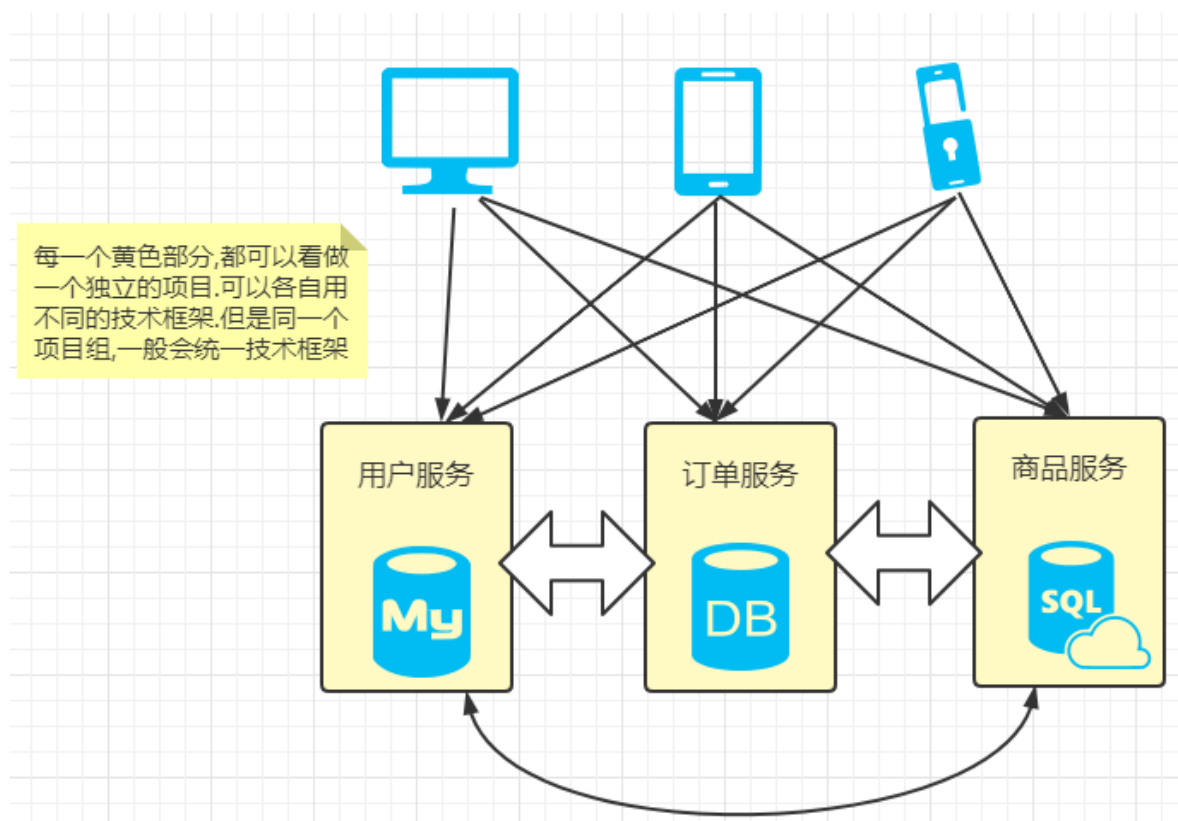 每一个黄色部分,都可以看做
一个独立的项目.可以各自用
不同的技术框架.但是同一个
项目组,一般会统一技术框架
用户服务
订单服务
商品服务
My
DB
SQL